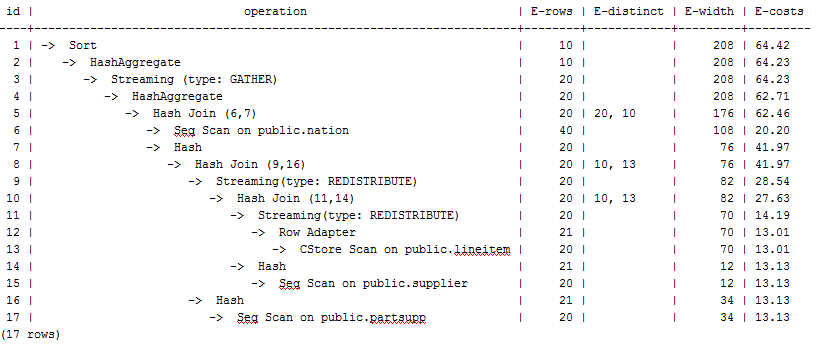 id | operation | E-rows | E-distinct | E-width | E-costs
----+------------------------------------------------------------------+--------+------------+---------+---------
1 | -> Sort | 10 | | 208 | 64.42
2 | -> HashAggregate | 10 | | 208 | 64.23
3 | -> Streaming (type: GATHER) | 20 | | 208 | 64.23
4 | -> HashAggregate | 20 | | 208 | 62.71
5 | -> Hash Join (6,7) | 20 | 20, 10 | 176 | 62.46
6 | -> Seq Scan on public.nation | 40 | | 108 | 20.20
7 | -> Hash | 20 | | 76 | 41.97
8 | -> Hash Join (9,16) | 20 | 10, 13 | 76 | 41.97
9 | -> Streaming(type: REDISTRIBUTE) | 20 | | 82 | 28.54
10 | -> Hash Join (11,14) | 20 | 10, 13 | 82 | 27.63
11 | -> Streaming(type: REDISTRIBUTE) | 20 | | 70 | 14.19
12 | -> Row Adapter | 21 | | 70 | 13.01
13 | -> CStore Scan on public.lineitem | 20 | | 70 | 13.01
14 | -> Hash | 21 | | 12 | 13.13
15 | -> Seq Scan on public.supplier | 20 | | 12 | 13.13
16 | -> Hash | 21 | | 34 | 13.13
17 | -> Seq Scan on public.partsupp | 20 | | 34 | 13.13
(17 rows)